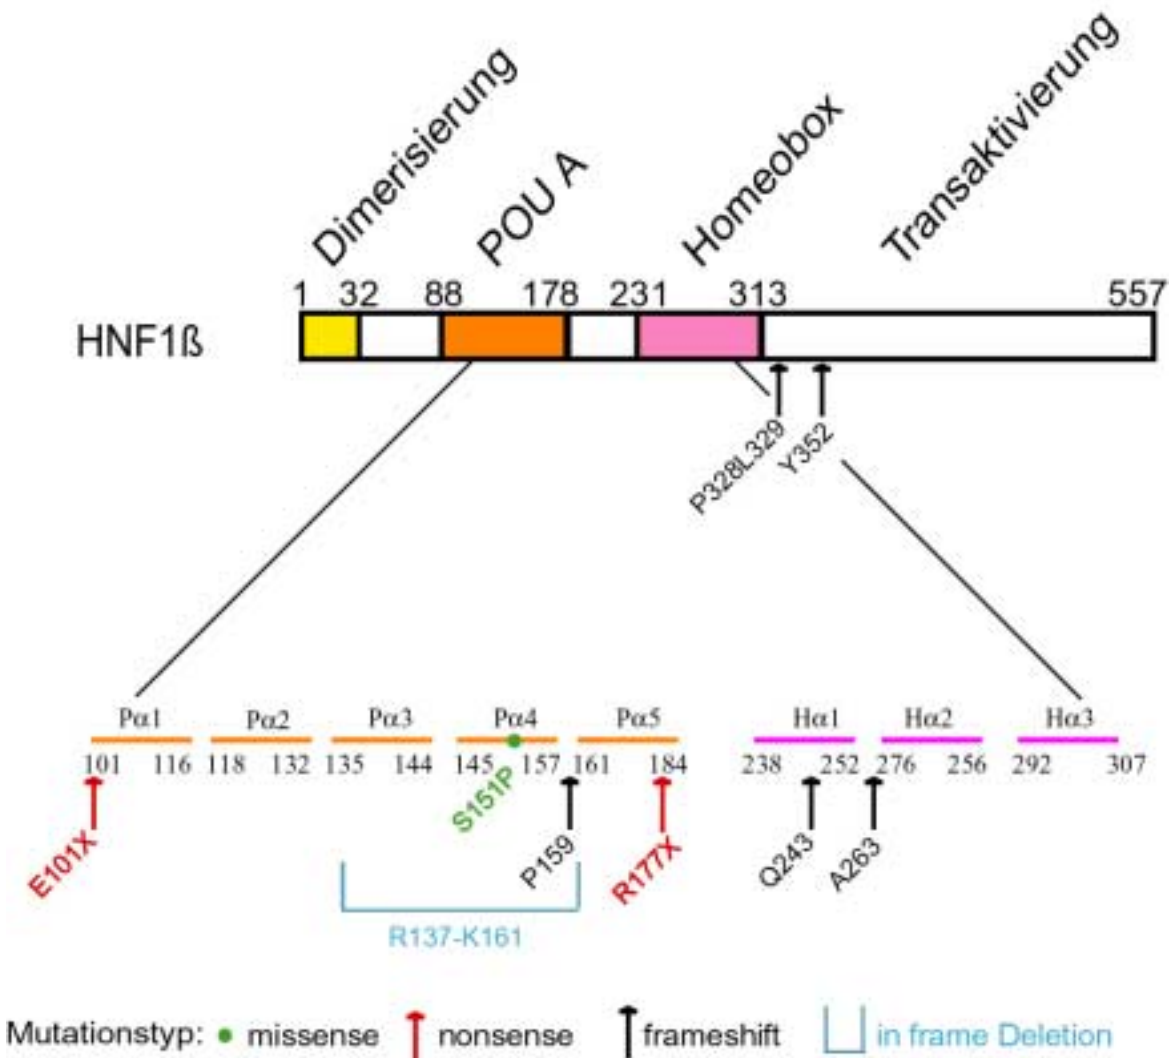 Dimerisierung
POU A
Homeobox
Transaktivierung
1 32 88 178 231 313 557
HNF1ß
P328L329
Y352
Pα1 Pα2 Pα3 Pα4 Pα5 Hα1 Hα2 Hα3
101 116 118 132 135 144 145 157 161 184 238 252 276 256 292 307
E101X
S151P
P159
R177X
Q243
A263
R137-K161
Mutationstyp: missense nonsense frameshift in frame Deletion